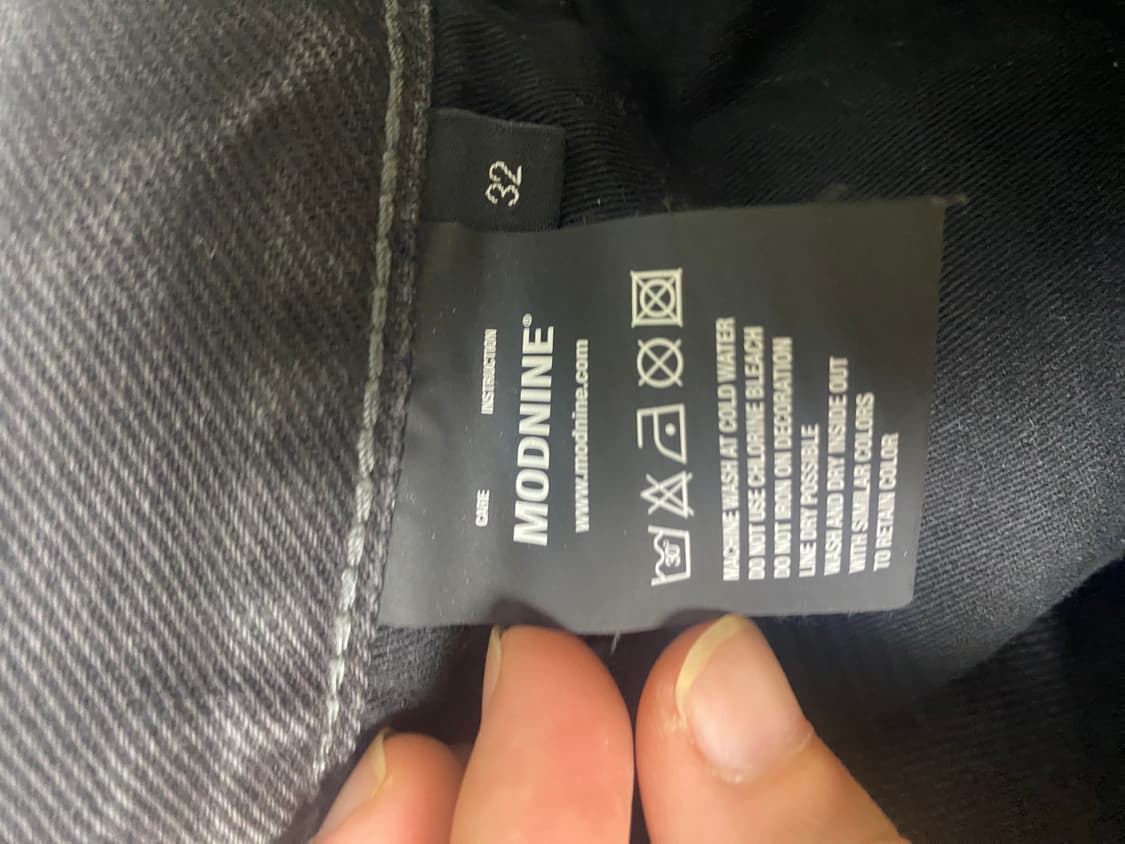 32
CARE INSTRUCTION
MODNINE®
www.modnine.com
30°
MACHINE WASH AT COLD WATER
DO NOT USE CHLORINE BLEACH
DO NOT IRON ON DECORATION
LINE DRY POSSIBLE
WASH AND DRY INSIDE OUT
WITH SIMILAR COLORS
TO RETAIN COLOR